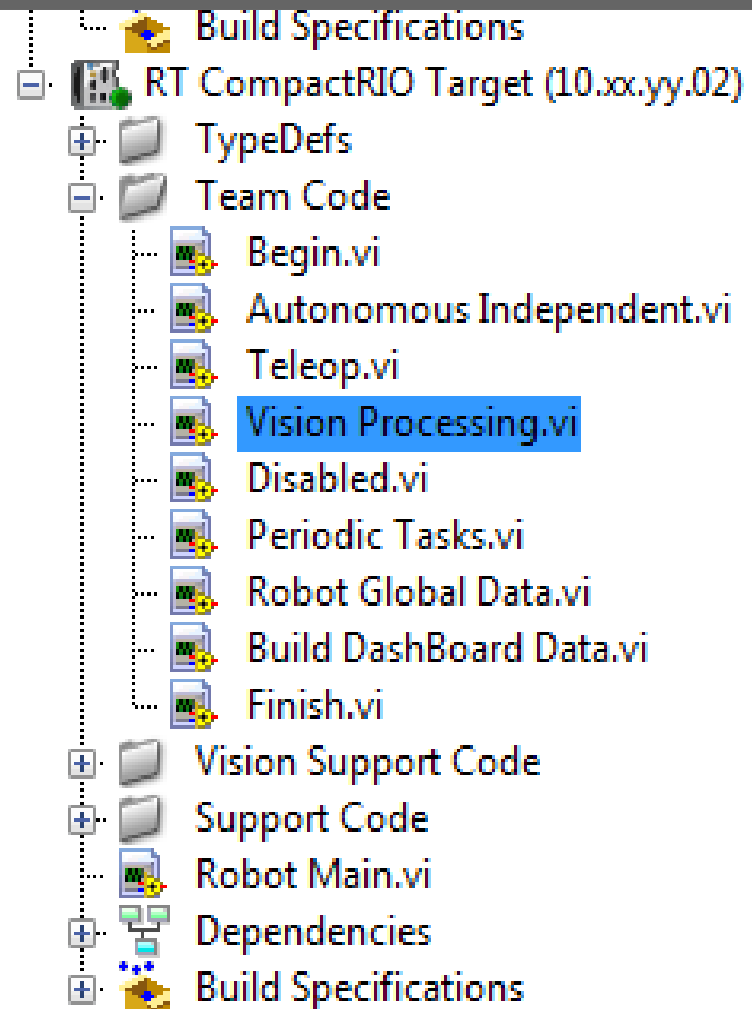 Build Specifications
RT CompactRIO Target (10.xx.yy.02)
TypeDefs
Team Code
Begin.vi
Autonomous Independent.vi
Teleop.vi
Vision Processing.vi
Disabled.vi
Periodic Tasks.vi
Robot Global Data.vi
Build DashBoard Data.vi
Finish.vi
Vision Support Code
Support Code
Robot Main.vi
Dependencies
Build Specifications